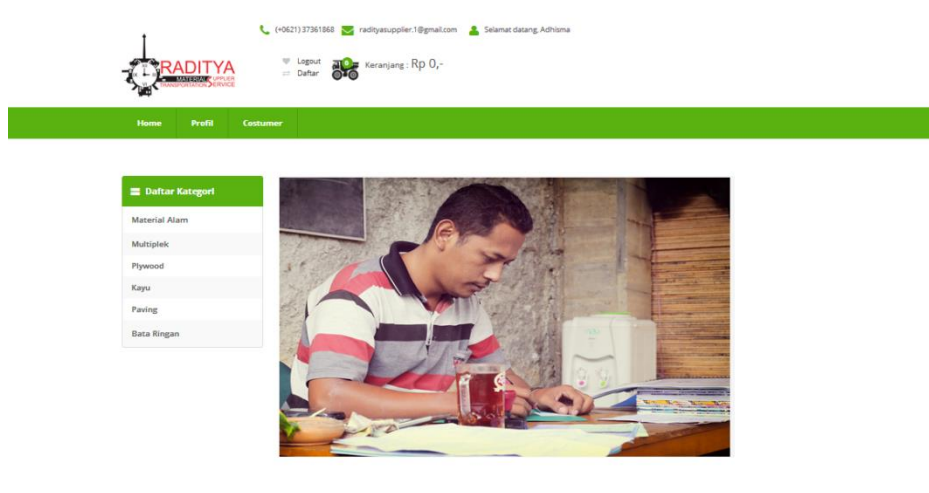 (+0621) 37361868 radityasupplier.1@gmail.com Selamat datang, Adhisma
RADITYA
MATERIAL SUPPLIER
TRANSPORTATION SERVICE
Logout
Daftar
Keranjang : Rp 0,-
Home Profil Costumer
Daftar Kategori
Material Alam
Multiplek
Plywood
Kayu
Paving
Bata Ringan